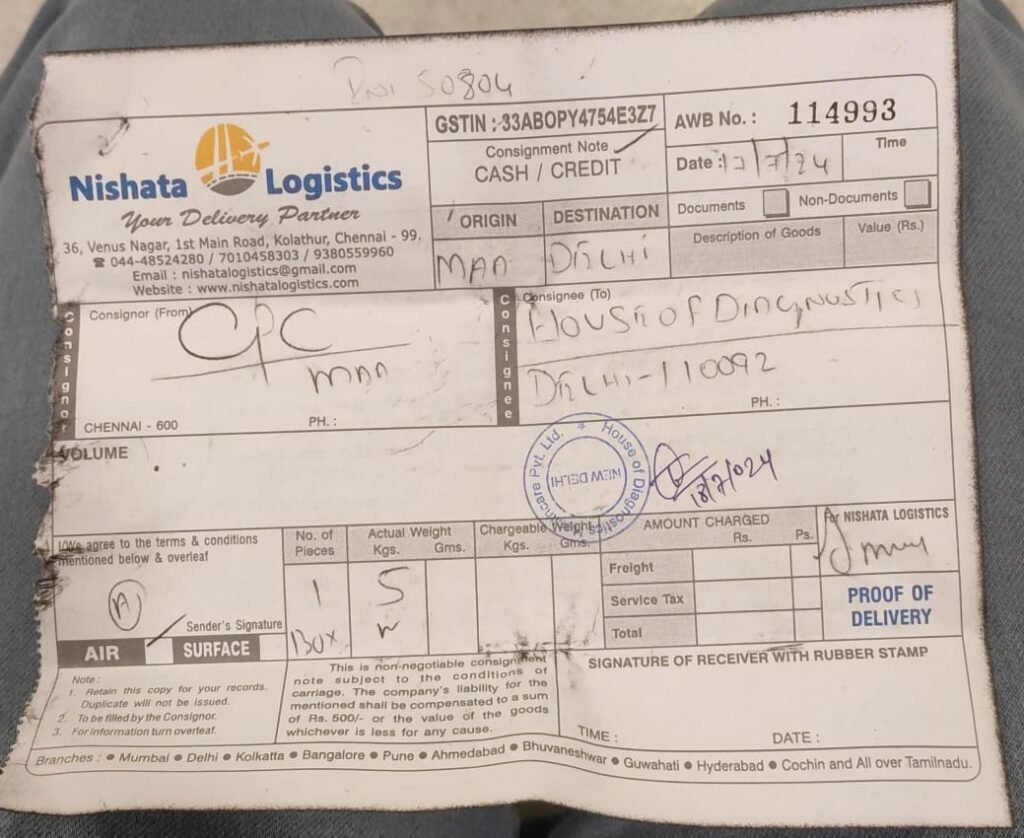 50804
Nishata Logistics
Your Delivery Partner
36, Venus Nagar, 1st Main Road, Kolathur, Chennai - 99.
☎ 044-48524280 / 7010458303 / 9380559960
Email : nishatalogistics@gmail.com
Website : www.nishatalogistics.com
GSTIN : 33ABOPY4754E3Z7
Consignment Note
CASH / CREDIT
AWB No. : 114993
Date : 17/7/24
Time
ORIGIN
DESTINATION
MAA
DELHI
Documents
Non-Documents
Description of Goods
Value (Rs.)
Consignor
Consignor (From)
CPC
MAA
CHENNAI - 600
PH. :
Consignee
Consignee (To)
HOUSE OF DIAGNOSTICS
DELHI-110092
PH. :
VOLUME
House of Diagnostics Healthcare Pvt. Ltd. *
NEW DELHI
18/7/024
I/We agree to the terms & conditions
mentioned below & overleaf
A
Sender's Signature
AIR
SURFACE
No. of
Pieces
1
BOX
Actual Weight
Kgs. Gms.
5
Chargeable Weight
Kgs. Gms.
AMOUNT CHARGED
Rs. Ps.
Freight
Service Tax
Total
For NISHATA LOGISTICS
PROOF OF
DELIVERY
Note :
1. Retain this copy for your records.
Duplicate will not be issued.
2. To be filled by the Consignor.
3. For information turn overleaf.
This is non-negotiable consignment
note subject to the conditions of
carriage. The company's liability for the
mentioned shall be compensated to a sum
of Rs. 500/- or the value of the goods
whichever is less for any cause.
SIGNATURE OF RECEIVER WITH RUBBER STAMP
TIME :
DATE :
Branches : ● Mumbai ● Delhi ● Kolkatta ● Bangalore ● Pune ● Ahmedabad ● Bhuvaneshwar ● Guwahati ● Hyderabad ● Cochin and All over Tamilnadu.